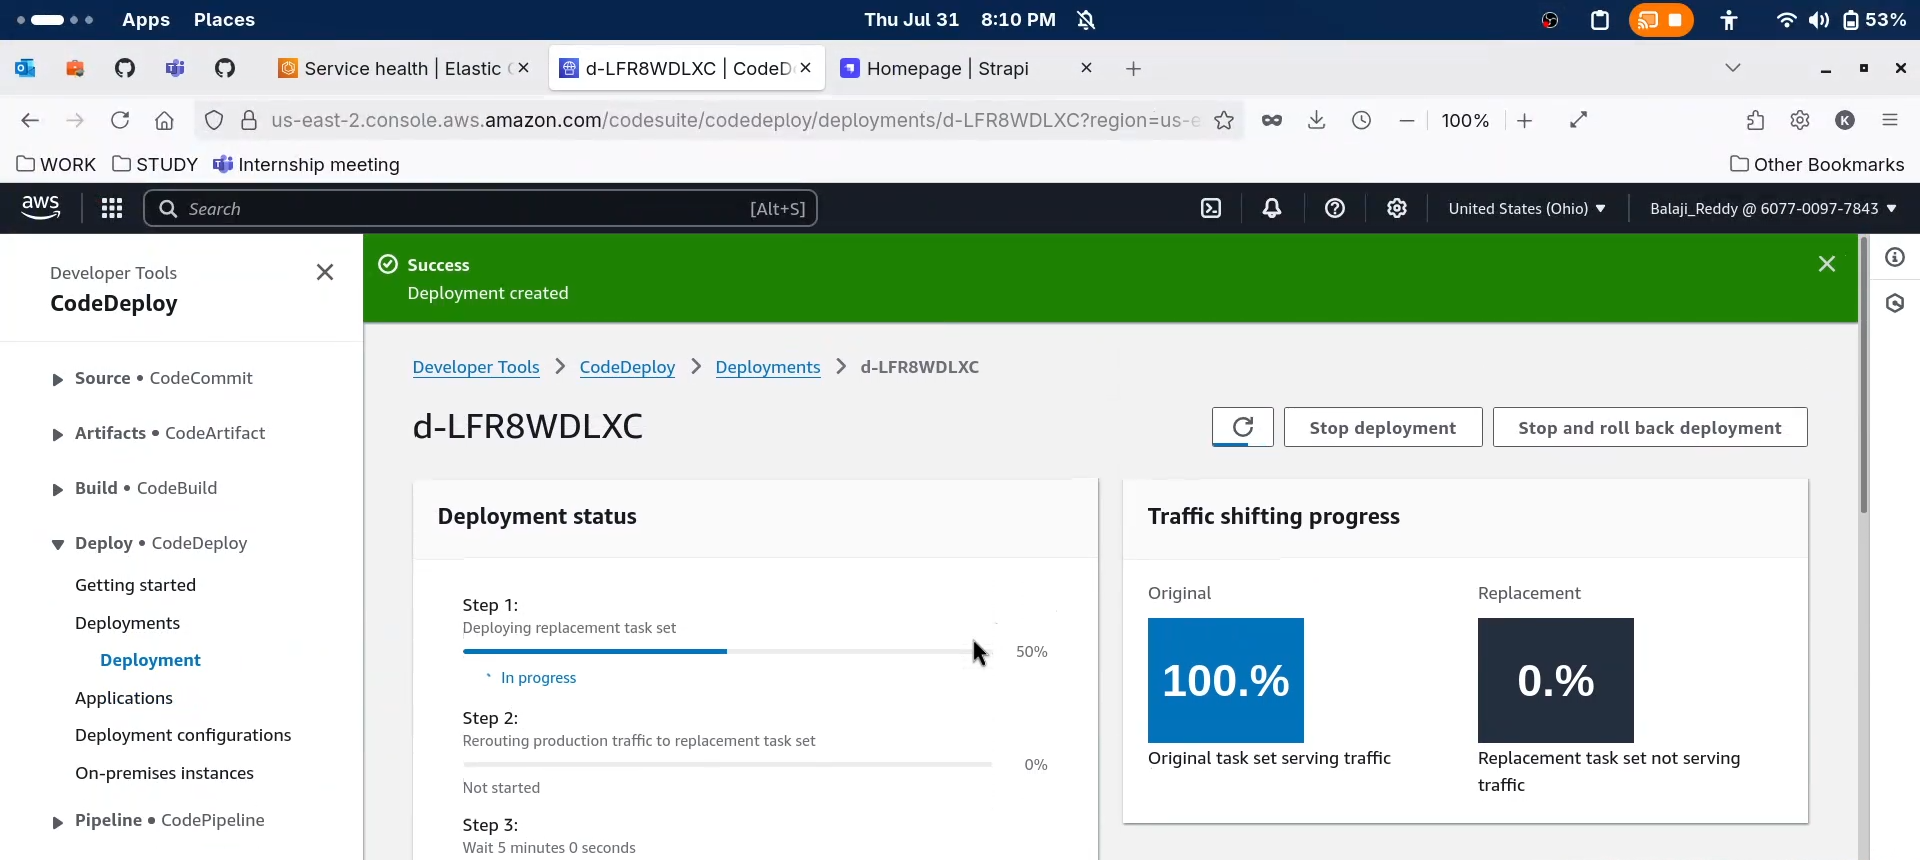 Apps Places Thu Jul 31 8:10 PM 53%
Service health | Elastic d-LFR8WDLXC | CodeD Homepage | Strapi
us-east-2.console.aws.amazon.com/codesuite/codedeploy/deployments/d-LFR8WDLXC?region=us-e 100% K
WORK STUDY Internship meeting Other Bookmarks
aws Search [Alt+S] United States (Ohio) Balaji_Reddy @ 6077-0097-7843
Developer Tools
CodeDeploy
Source • CodeCommit
Artifacts • CodeArtifact
Build • CodeBuild
Deploy • CodeDeploy
Getting started
Deployments
Deployment
Applications
Deployment configurations
On-premises instances
Pipeline • CodePipeline
Success
Deployment created
Developer Tools CodeDeploy Deployments d-LFR8WDLXC
d-LFR8WDLXC
Stop deployment Stop and roll back deployment
Deployment status
Step 1:
Deploying replacement task set
50%
In progress
Step 2:
Rerouting production traffic to replacement task set
0%
Not started
Step 3:
Wait 5 minutes 0 seconds
Traffic shifting progress
Original
100.%
Original task set serving traffic
Replacement
0.%
Replacement task set not serving
traffic